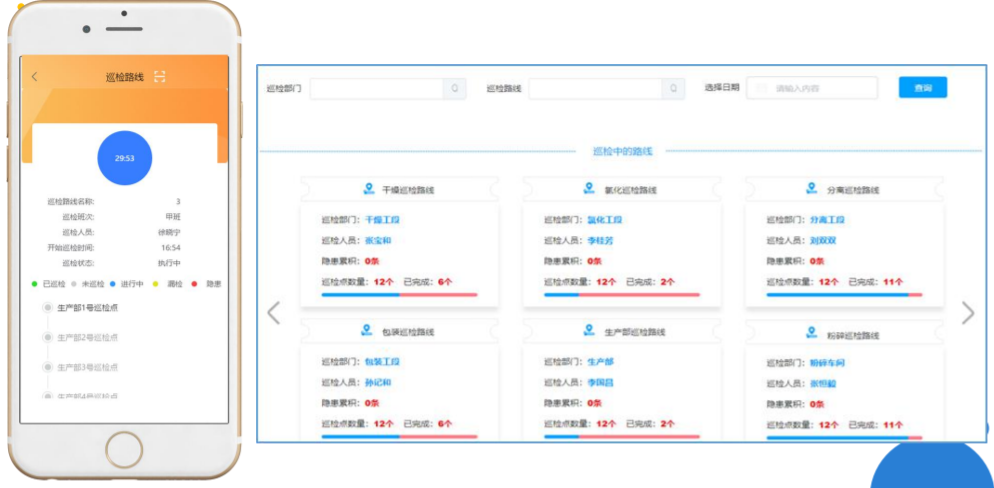 巡检路线
29:53
巡检路线名称: 3
巡检班次: 甲班
巡检人员: 徐晓宁
开始巡检时间: 16:54
巡检状态: 执行中
已巡检 未巡检 进行中 漏检 隐患
生产部1号巡检点
生产部2号巡检点
生产部3号巡检点
生产部4号巡检点
巡检部门 巡检路线 选择日期 请输入内容 查询
巡检中的路线
干燥巡检路线
巡检部门: 干燥工段
巡检人员: 张宝和
隐患累积: 0条
巡检点数量: 12个 已完成: 6个
氯化巡检路线
巡检部门: 氯化工段
巡检人员: 李桂芳
隐患累积: 0条
巡检点数量: 12个 已完成: 2个
分离巡检路线
巡检部门: 分离工段
巡检人员: 刘双双
隐患累积: 0条
巡检点数量: 12个 已完成: 11个
包装巡检路线
巡检部门: 包装工段
巡检人员: 孙记和
隐患累积: 0条
巡检点数量: 12个 已完成: 6个
生产部巡检路线
巡检部门: 生产部
巡检人员: 李国昌
隐患累积: 0条
巡检点数量: 12个 已完成: 2个
粉碎巡检路线
巡检部门: 粉碎车间
巡检人员:
隐患累积: 0条
巡检点数量: 12个 已完成: 11个